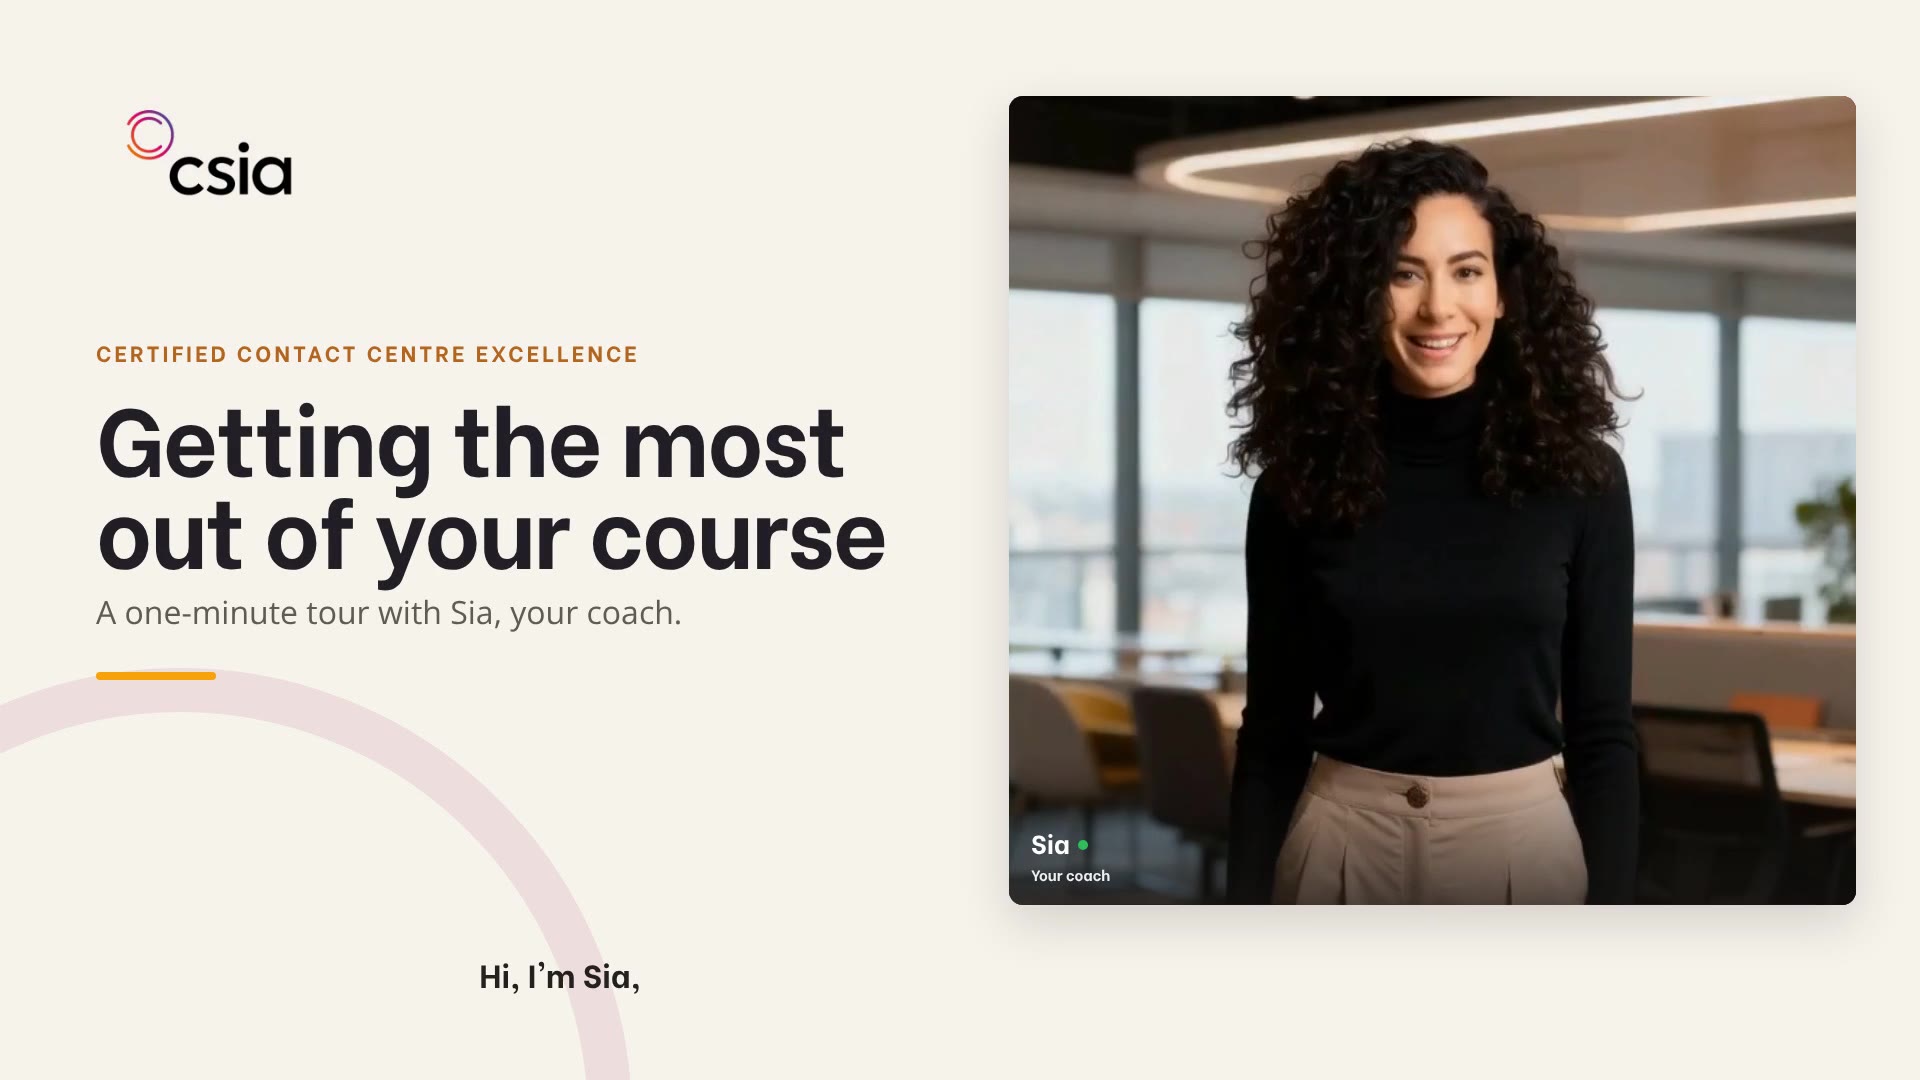 csia
CERTIFIED CONTACT CENTRE EXCELLENCE
Getting the most
out of your course
A one-minute tour with Sia, your coach.
Sia
Your coach
Hi, I’m Sia,